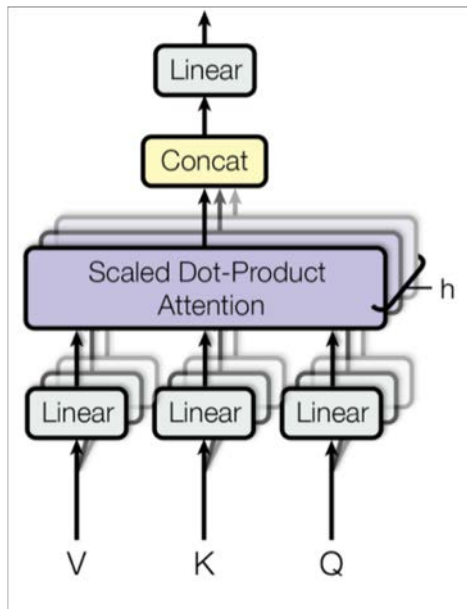 Linear
Concat
Scaled Dot-Product
Attention
h
Linear Linear Linear
V K Q